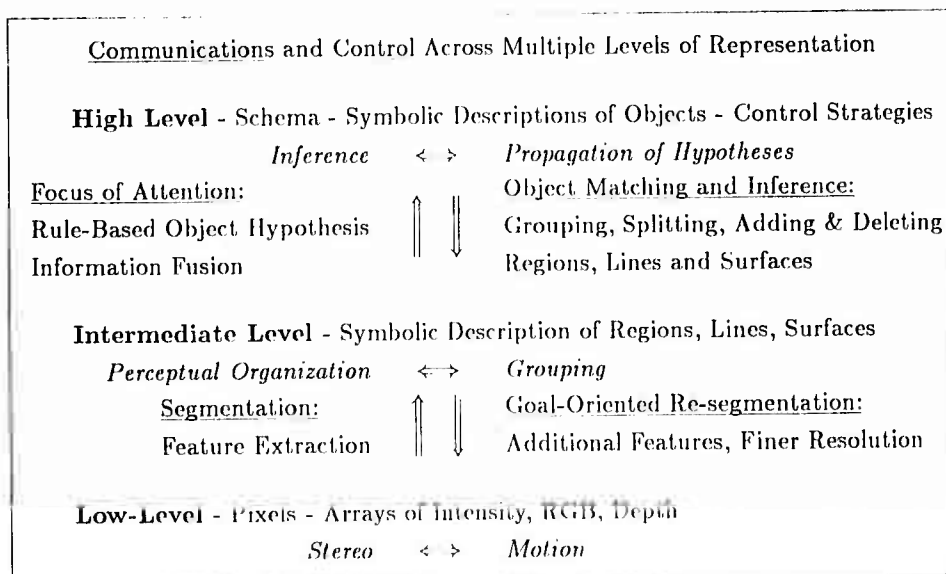 Communications and Control Across Multiple Levels of Representation
High Level - Schema - Symbolic Descriptions of Objects - Control Strategies
Inference <-> Propagation of Hypotheses
Focus of Attention: Object Matching and Inference:
Rule-Based Object Hypothesis ⇑ ⇓ Grouping, Splitting, Adding & Deleting
Information Fusion Regions, Lines and Surfaces
Intermediate Level - Symbolic Description of Regions, Lines, Surfaces
Perceptual Organization <-> Grouping
Segmentation: ⇑ ⇓ Goal-Oriented Re-segmentation:
Feature Extraction Additional Features, Finer Resolution
Low-Level - Pixels - Arrays of Intensity, RGB, Depth
Stereo <-> Motion